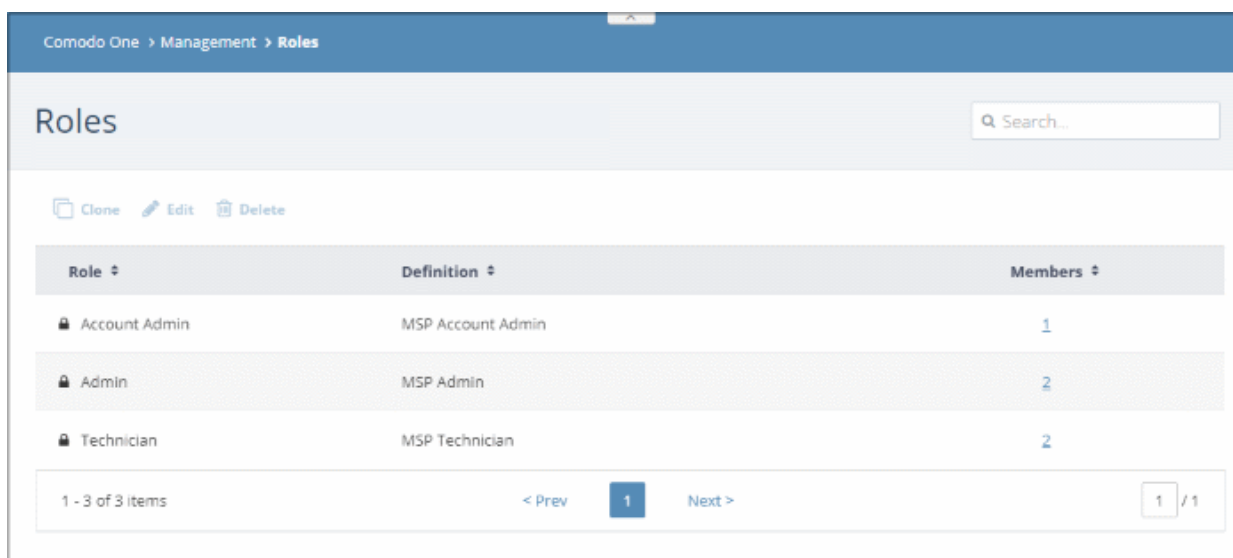 Comodo One > Management > Roles
Roles
Search...
Clone Edit Delete
Role Definition Members
Account Admin MSP Account Admin 1
Admin MSP Admin 2
Technician MSP Technician 2
1 - 3 of 3 items < Prev 1 Next > 1 / 1